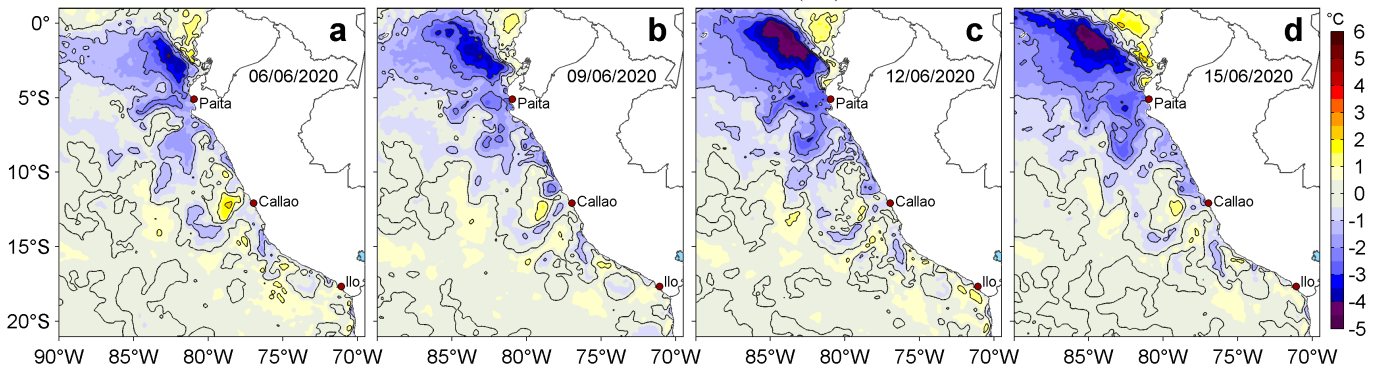 a b c d
°C
0° 6
5
06/06/2020 09/06/2020 12/06/2020 15/06/2020
4
5°S Paita Paita Paita Paita 3
2
1
10°S 0
Callao Callao Callao Callao -1
15°S -2
-3
Ilo Ilo Ilo Ilo -4
20°S -5
90°W 85°W 80°W 75°W 70°W 85°W 80°W 75°W 70°W 85°W 80°W 75°W 70°W 85°W 80°W 75°W 70°W